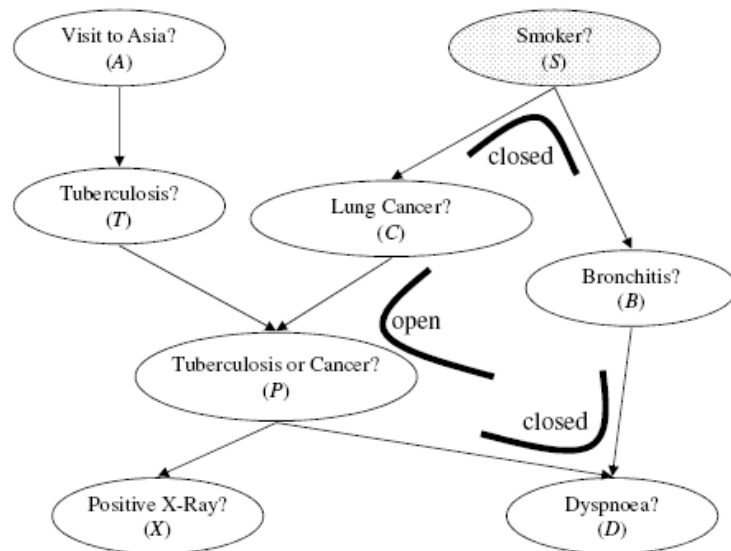 Visit to Asia?
(A)
Smoker?
(S)
closed
Tuberculosis?
(T)
Lung Cancer?
(C)
Bronchitis?
(B)
open
Tuberculosis or Cancer?
(P)
closed
Positive X-Ray?
(X)
Dyspnoea?
(D)